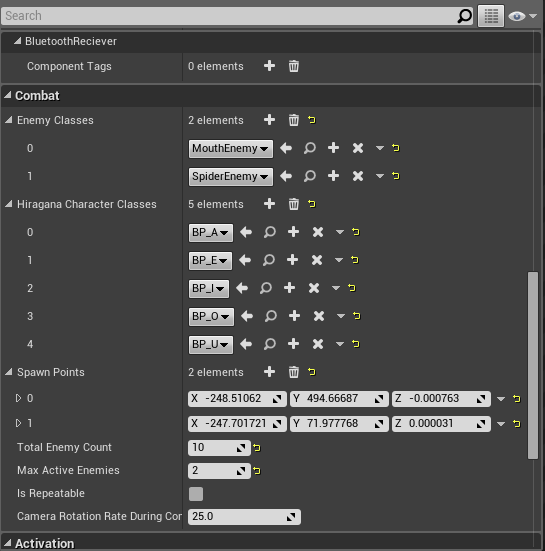 Search
BluetoothReciever
Component Tags 0 elements
Combat
Enemy Classes 2 elements
0 MouthEnemy
1 SpiderEnemy
Hiragana Character Classes 5 elements
0 BP_A
1 BP_E
2 BP_I
3 BP_O
4 BP_U
Spawn Points 2 elements
0 X -248.51062 Y 494.66687 Z -0.000763
1 X -247.701721 Y 71.977768 Z 0.000031
Total Enemy Count 10
Max Active Enemies 2
Is Repeatable
Camera Rotation Rate During Cor 25.0
Activation